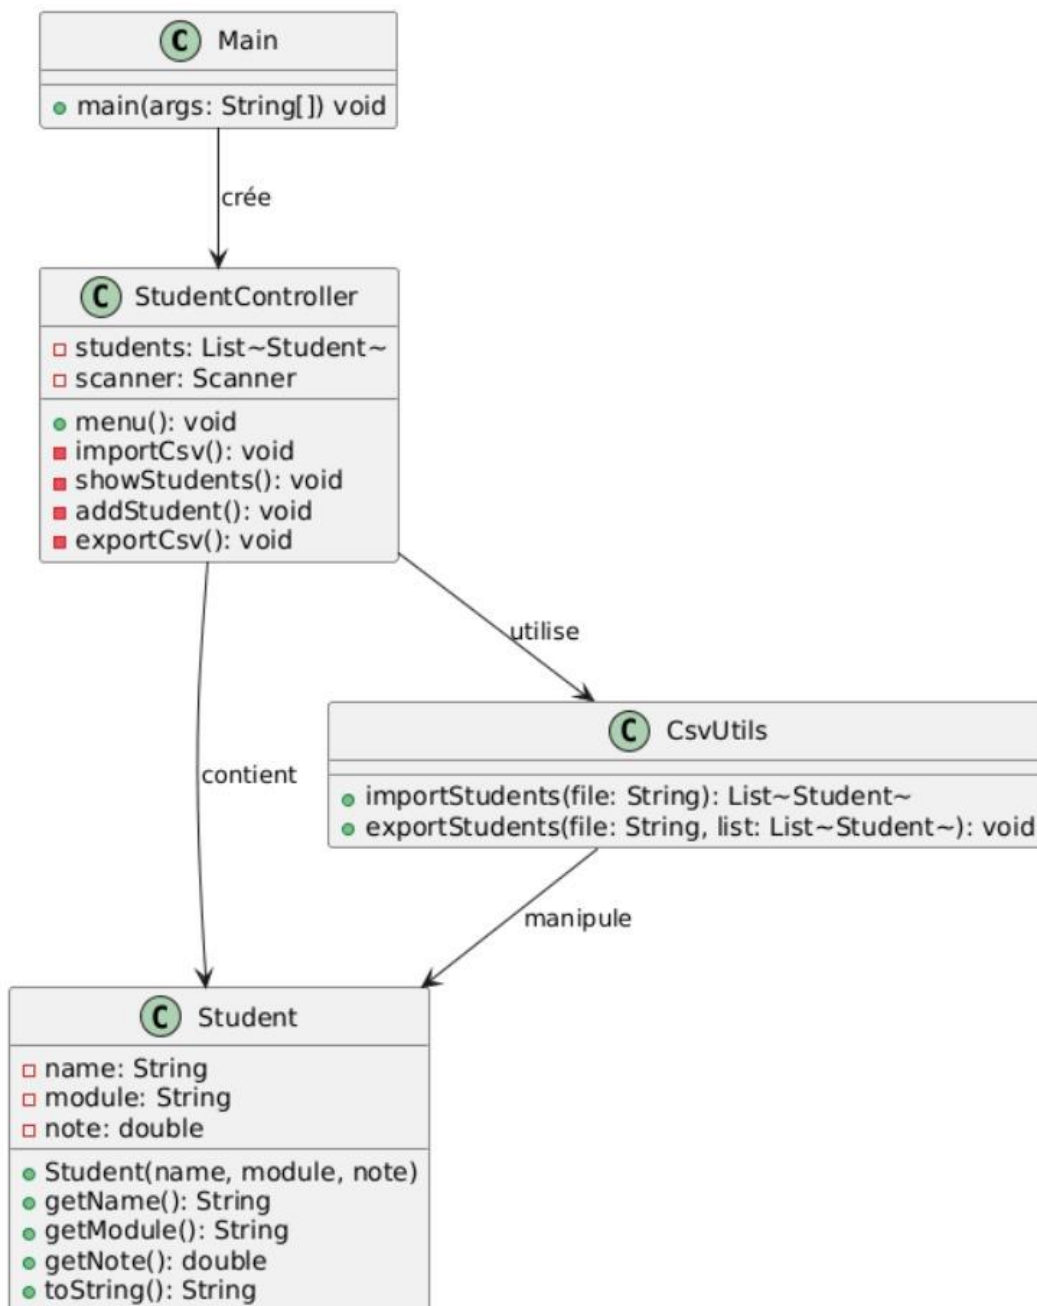 C Main
main(args: String[]) void
crée
C StudentController
students: List~Student~
scanner: Scanner
menu(): void
importCsv(): void
showStudents(): void
addStudent(): void
exportCsv(): void
utilise
C CsvUtils
contient
importStudents(file: String): List~Student~
exportStudents(file: String, list: List~Student~): void
manipule
C Student
name: String
module: String
note: double
Student(name, module, note)
getName(): String
getModule(): String
getNote(): double
toString(): String